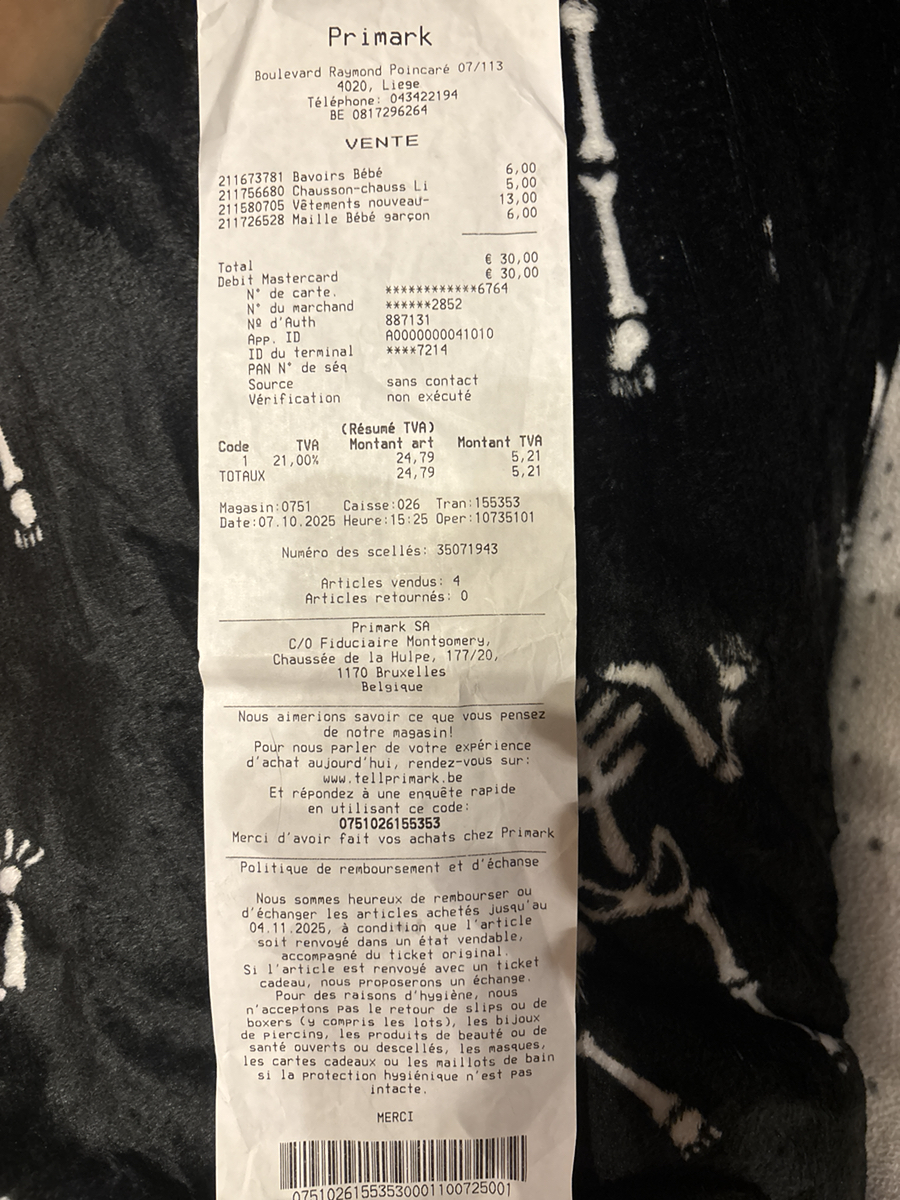 Primark
Boulevard Raymond Poincaré 07/113
4020, Liege
Téléphone: 043422194
BE 0817296264
VENTE
211673781 Bavoirs Bébé 6,00
211756680 Chausson-chauss Li 5,00
211580705 Vêtements nouveau- 13,00
211726528 Maille Bébé garçon 6,00
Total € 30,00
Debit Mastercard € 30,00
N° de carte. ************6764
N° du marchand ******2852
Nº d'Auth 887131
App. ID A0000000041010
ID du terminal ****7214
PAN N° de séq
Source sans contact
Vérification non exécuté
(Résumé TVA)
Code TVA Montant art Montant TVA
1 21,00% 24,79 5,21
TOTAUX 24,79 5,21
Magasin:0751 Caisse:026 Tran:155353
Date:07.10.2025 Heure:15:25 Oper:10735101
Numéro des scellés: 35071943
Articles vendus: 4
Articles retournés: 0
Primark SA
C/O Fiduciaire Montgomery,
Chaussée de la Hulpe, 177/20,
1170 Bruxelles
Belgique
Nous aimerions savoir ce que vous pensez
de notre magasin!
Pour nous parler de votre expérience
d'achat aujourd'hui, rendez-vous sur:
www.tellprimark.be
Et répondez à une enquête rapide
en utilisant ce code:
0751026155353
Merci d'avoir fait vos achats chez Primark
Politique de remboursement et d'échange
Nous sommes heureux de rembourser ou
d'échanger les articles achetés jusqu'au
04.11.2025, à condition que l'article
soit renvoyé dans un état vendable,
accompagné du ticket original.
Si l'article est renvoyé avec un ticket
cadeau, nous proposerons un échange.
Pour des raisons d'hygiène, nous
n'acceptons pas le retour de slips ou de
boxers (y compris les lots), les bijoux
de piercing, les produits de beauté ou de
santé ouverts ou descellés, les masques,
les cartes cadeaux ou les maillots de bain
si la protection hygiénique n'est pas
intacte.
MERCI
07510261553530001100725001